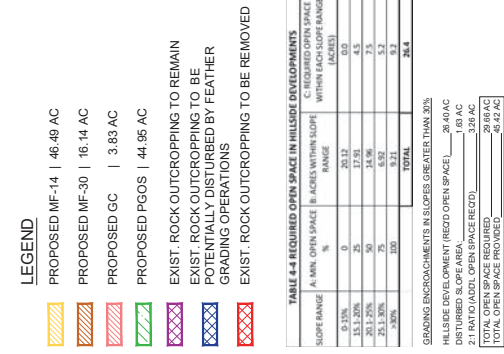 LEGEND
PROPOSED MF-14 | 46.49 AC
PROPOSED MF-30 | 16.14 AC
PROPOSED GC | 3.83 AC
PROPOSED PGOS | 44.95 AC
EXIST. ROCK OUTCROPPING TO REMAIN
EXIST. ROCK OUTCROPPING TO BE
POTENTIALLY DISTURBED BY FEATHER
GRADING OPERATIONS
EXIST. ROCK OUTCROPPING TO BE REMOVED
TABLE 4-4 REQUIRED OPEN SPACE IN HILLSIDE DEVELOPMENTS
SLOPE RANGE A: MIN. OPEN SPACE % B: ACRES WITHIN SLOPE RANGE C: REQUIRED OPEN SPACE WITHIN EACH SLOPE RANGE (ACRES)
0-15% 0 20.12 0.0
15.1-20% 25 17.91 4.5
20.1-25% 50 14.96 7.5
25.1-30% 75 6.92 5.2
>30% 100 9.21 9.2
TOTAL 26.4
GRADING ENCROACHMENTS IN SLOPES GREATER THAN 30%
HILLSIDE DEVELOPMENT (REQ'D OPEN SPACE) 26.40 AC
DISTURBED SLOPE AREA: 1.63 AC
2:1 RATIO (ADD'L OPEN SPACE REQ'D) 3.26 AC
TOTAL OPEN SPACE REQUIRED 29.66 AC
TOTAL OPEN SPACE PROVIDED 45.42 AC